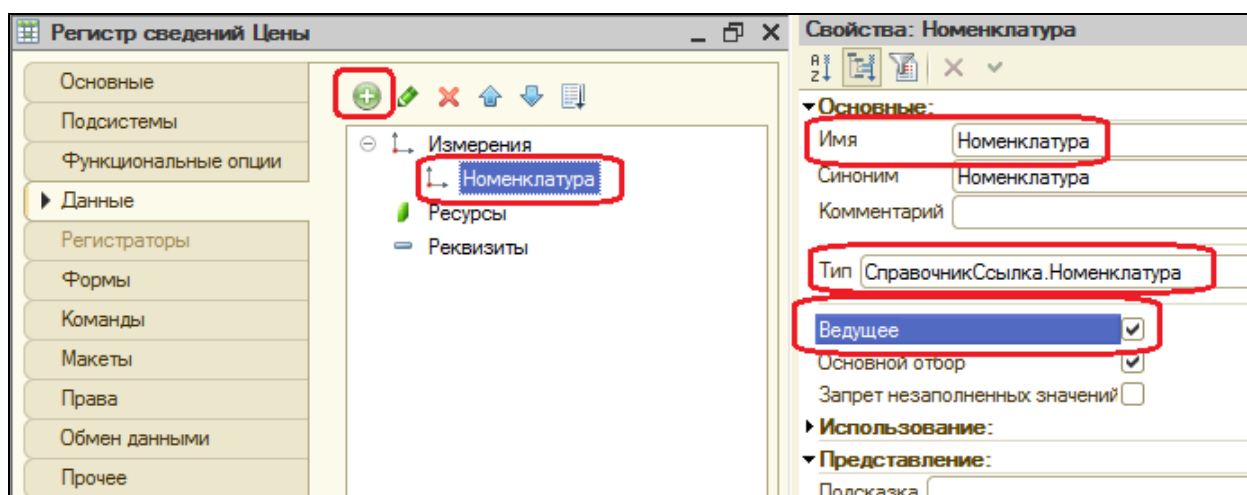 Регистр сведений Цены
Основные
Подсистемы
Функциональные опции
Данные
Регистраторы
Формы
Команды
Макеты
Права
Обмен данными
Прочее
Измерения
Номенклатура
Ресурсы
Реквизиты
Свойства: Номенклатура
Основные:
Имя Номенклатура
Синоним Номенклатура
Комментарий
Тип СправочникСсылка.Номенклатура
Ведущее
Основной отбор
Запрет незаполненных значений
Использование:
Представление:
Подсказка